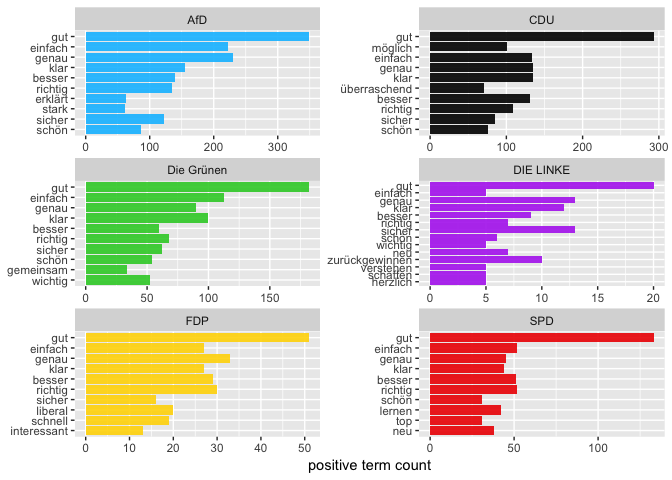 AfD
gut
einfach
genau
klar
besser
richtig
erklärt
stark
sicher
schön
0 100 200 300
CDU
gut
möglich
einfach
genau
klar
überraschend
besser
richtig
sicher
schön
0 100 200 300
Die Grünen
gut
einfach
genau
klar
besser
richtig
sicher
schön
gemeinsam
wichtig
0 50 100 150
DIE LINKE
gut
einfach
genau
klar
besser
richtig
sicher
schön
wichtig
neu
zurückgewinnen
verstehen
schaffen
herzlich
0 5 10 15 20
FDP
gut
einfach
genau
klar
besser
richtig
sicher
liberal
schnell
interessant
0 10 20 30 40 50
SPD
gut
einfach
genau
klar
besser
richtig
schön
lernen
top
neu
0 50 100
positive term count